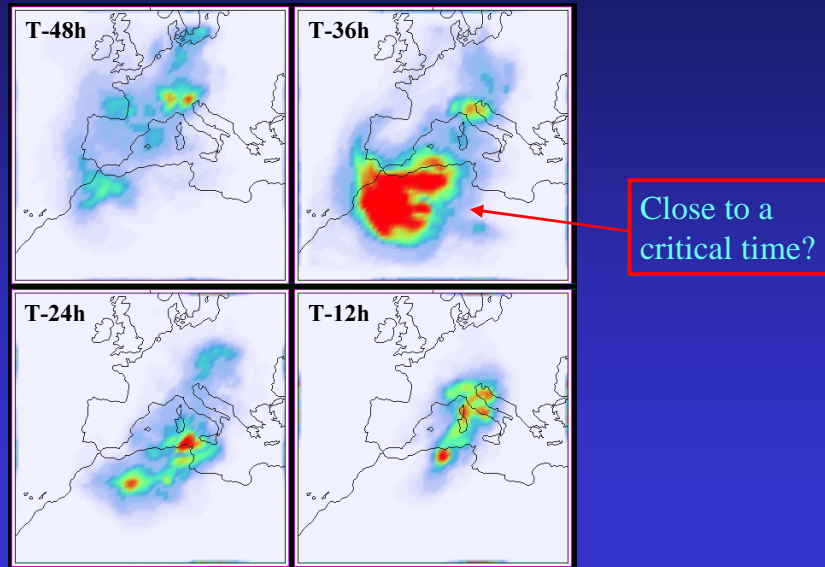 T-48h
T-36h
Close to a
critical time?
T-24h
T-12h